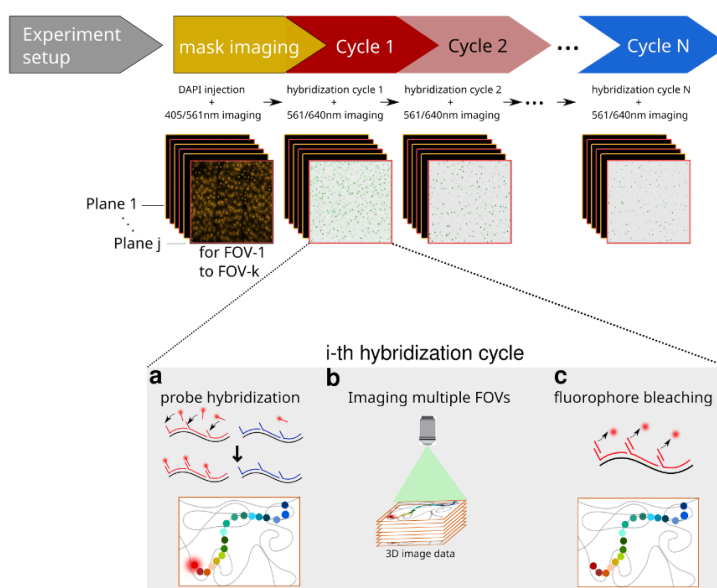 Experiment
setup
mask imaging
Cycle 1
Cycle 2
...
Cycle N
DAPI injection
+
405/561nm imaging
hybridization cycle 1
+
561/640nm imaging
hybridization cycle 2
+
561/640nm imaging
...
hybridization cycle N
+
561/640nm imaging
Plane 1
Plane j
for FOV-1
to FOV-k
i-th hybridization cycle
a
probe hybridization
b
Imaging multiple FOVs
3D image data
c
fluorophore bleaching